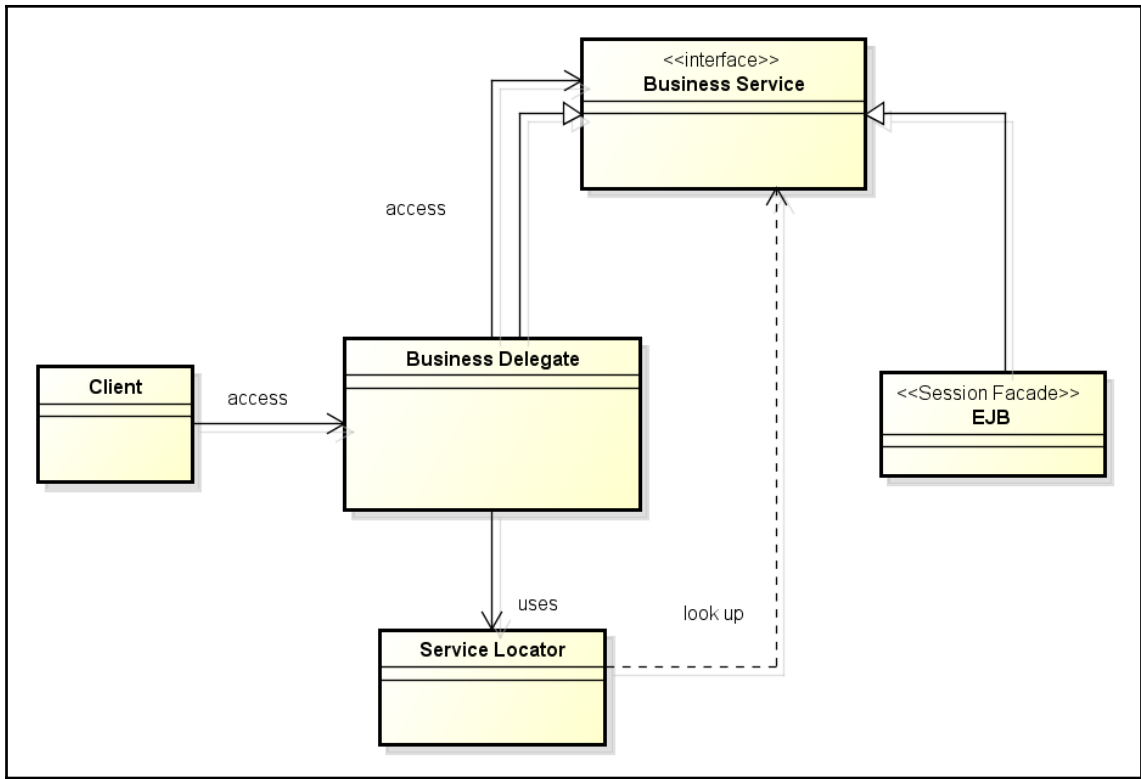 <<interface>>
Business Service
access
Business Delegate
Client
access
<<Session Facade>>
EJB
uses
look up
Service Locator